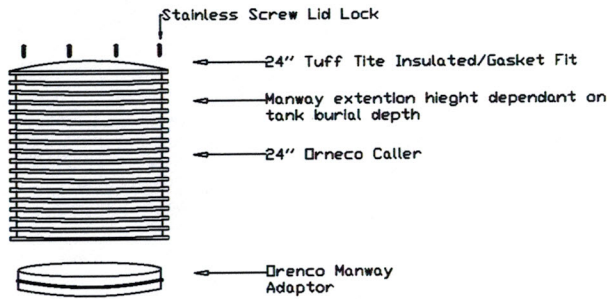 Stainless Screw Lid Lock
24" Tuff Tite Insulated/Gasket Fit
Manway extention hieght dependant on
tank burial depth
24" Orneco Caller
Orenco Manway
Adaptor